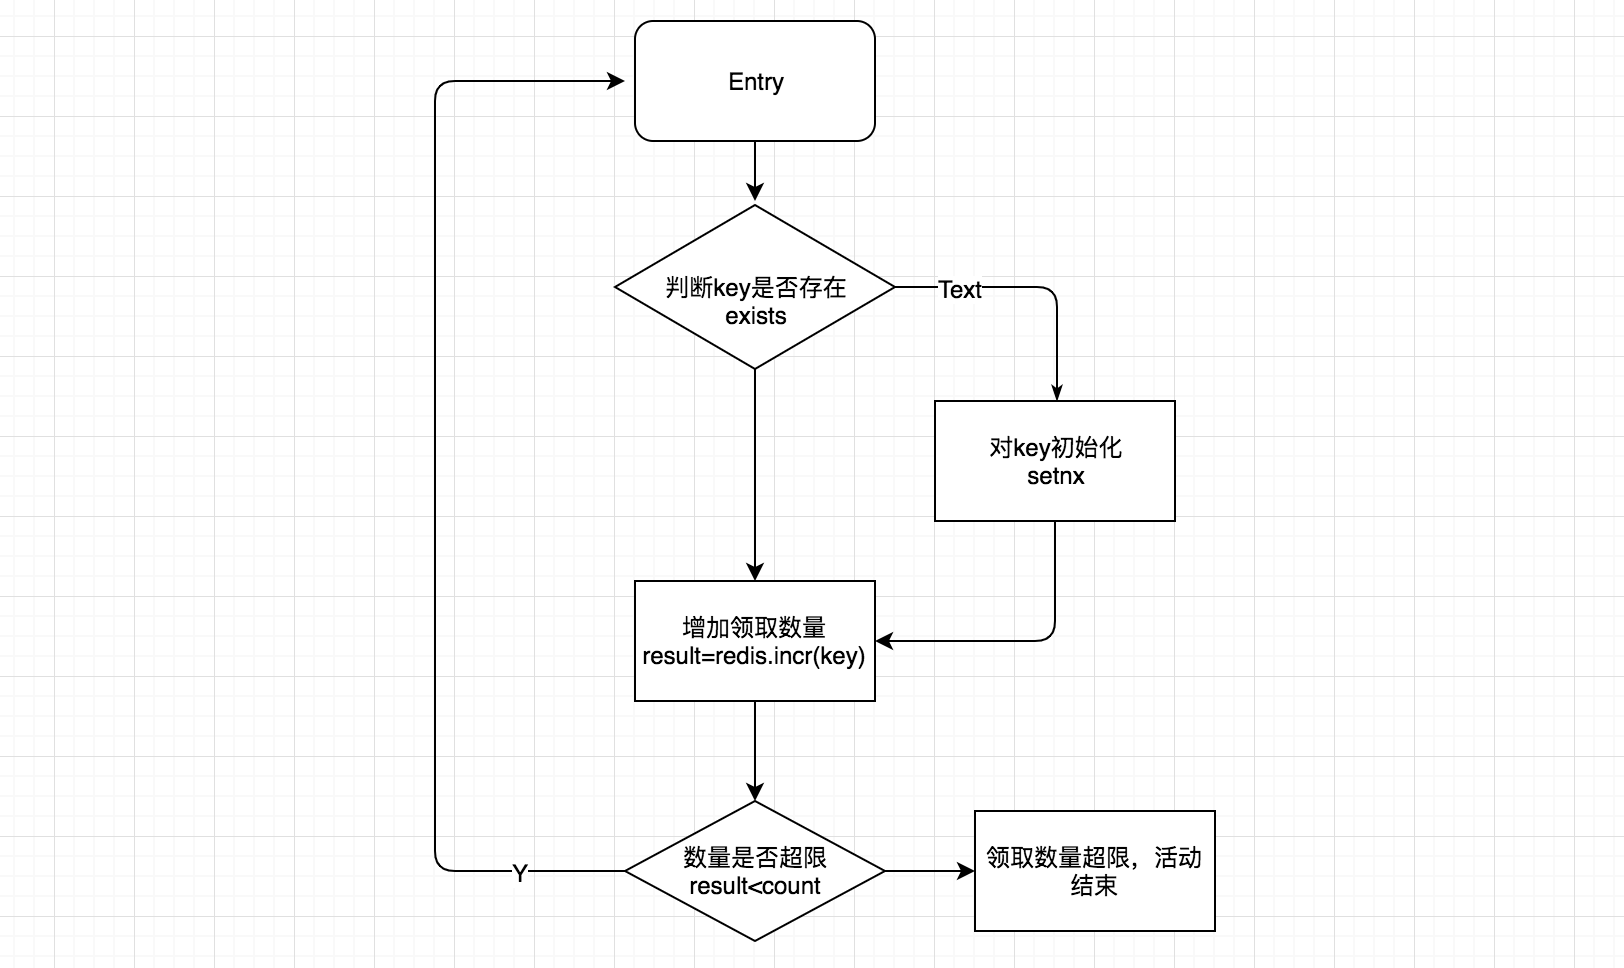 Entry
判断key是否存在
exists
Text
对key初始化
setnx
增加领取数量
result=redis.incr(key)
数量是否超限
result<count
Y
领取数量超限，活动
结束